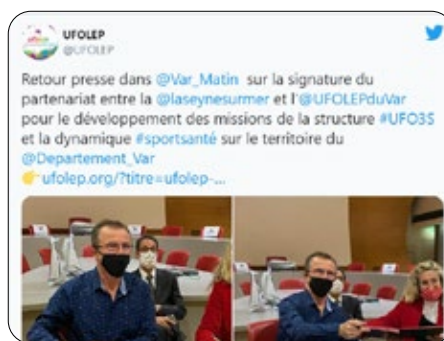 UFOLEP
@UFOLEP
Retour presse dans @Var_Matin sur la signature du
partenariat entre la @laseynesurmer et l'@UFOLEPduVar
pour le développement des missions de la structure #UFO3S
et la dynamique #sportsanté sur le territoire du
@Departement_Var
👉 ufolep.org/?titre=ufolep-...